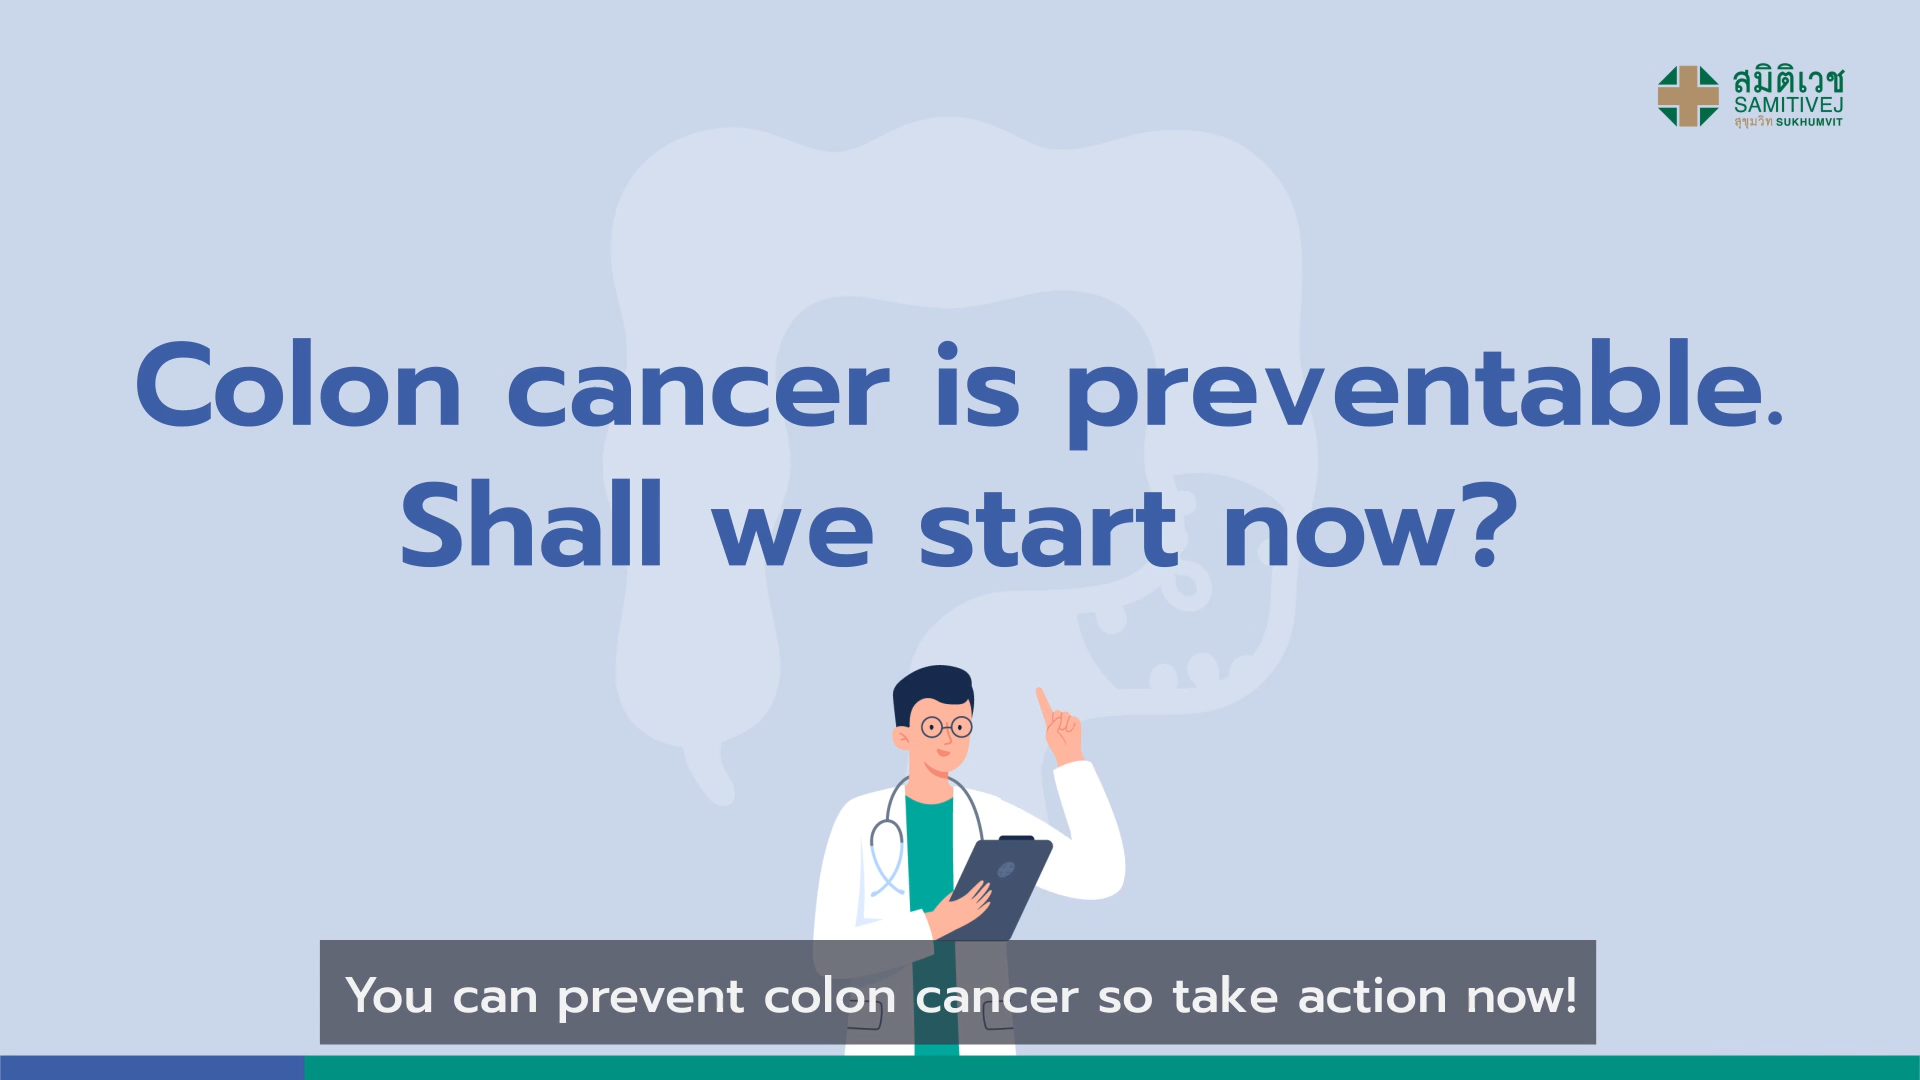 สมิติเวช
SAMITIVEJ
สุขุมวิท SUKHUMVIT
Colon cancer is preventable.
Shall we start now?
You can prevent colon cancer so take action now!